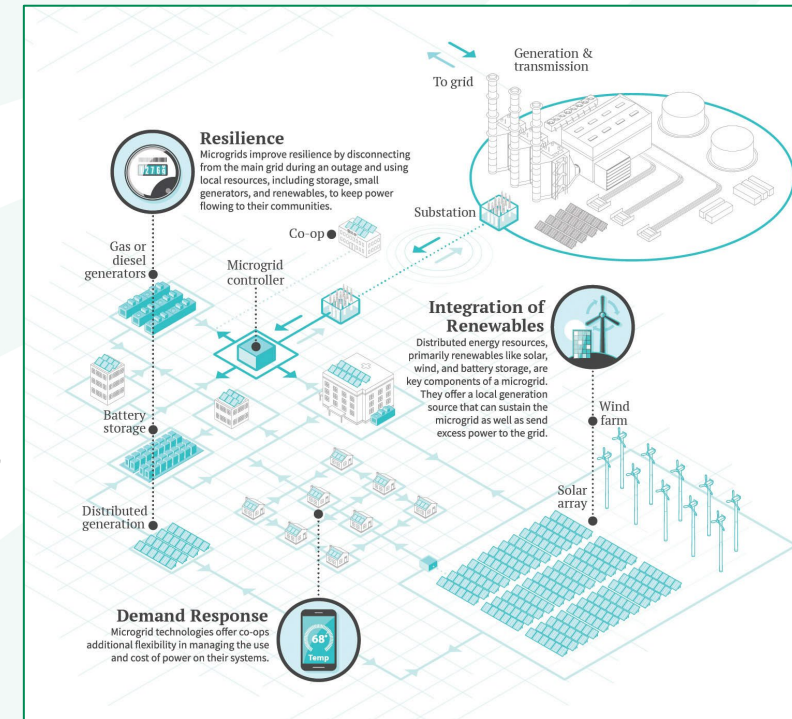 Generation &
transmission
To grid
Resilience
Microgrids improve resilience by disconnecting
from the main grid during an outage and using
local resources, including storage, small
generators, and renewables, to keep power
flowing to their communities.
Substation
Co-op
Gas or
diesel
generators
Microgrid
controller
Integration of
Renewables
Distributed energy resources,
primarily renewables like solar,
wind, and battery storage, are
key components of a microgrid.
They offer a local generation
source that can sustain the
microgrid as well as send
excess power to the grid.
Battery
storage
Wind
farm
Solar
array
Distributed
generation
Demand Response
Microgrid technologies offer co-ops
additional flexibility in managing the use
and cost of power on their systems.
68°
Temp